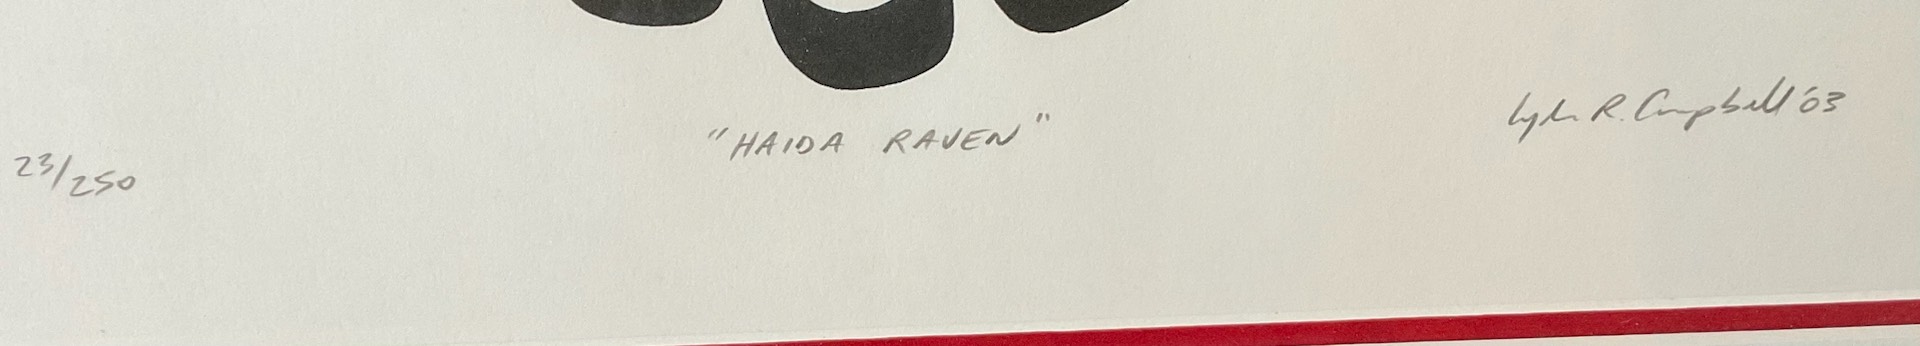 23/250
"HAIDA RAVEN"
Lyle R. Campbell '03